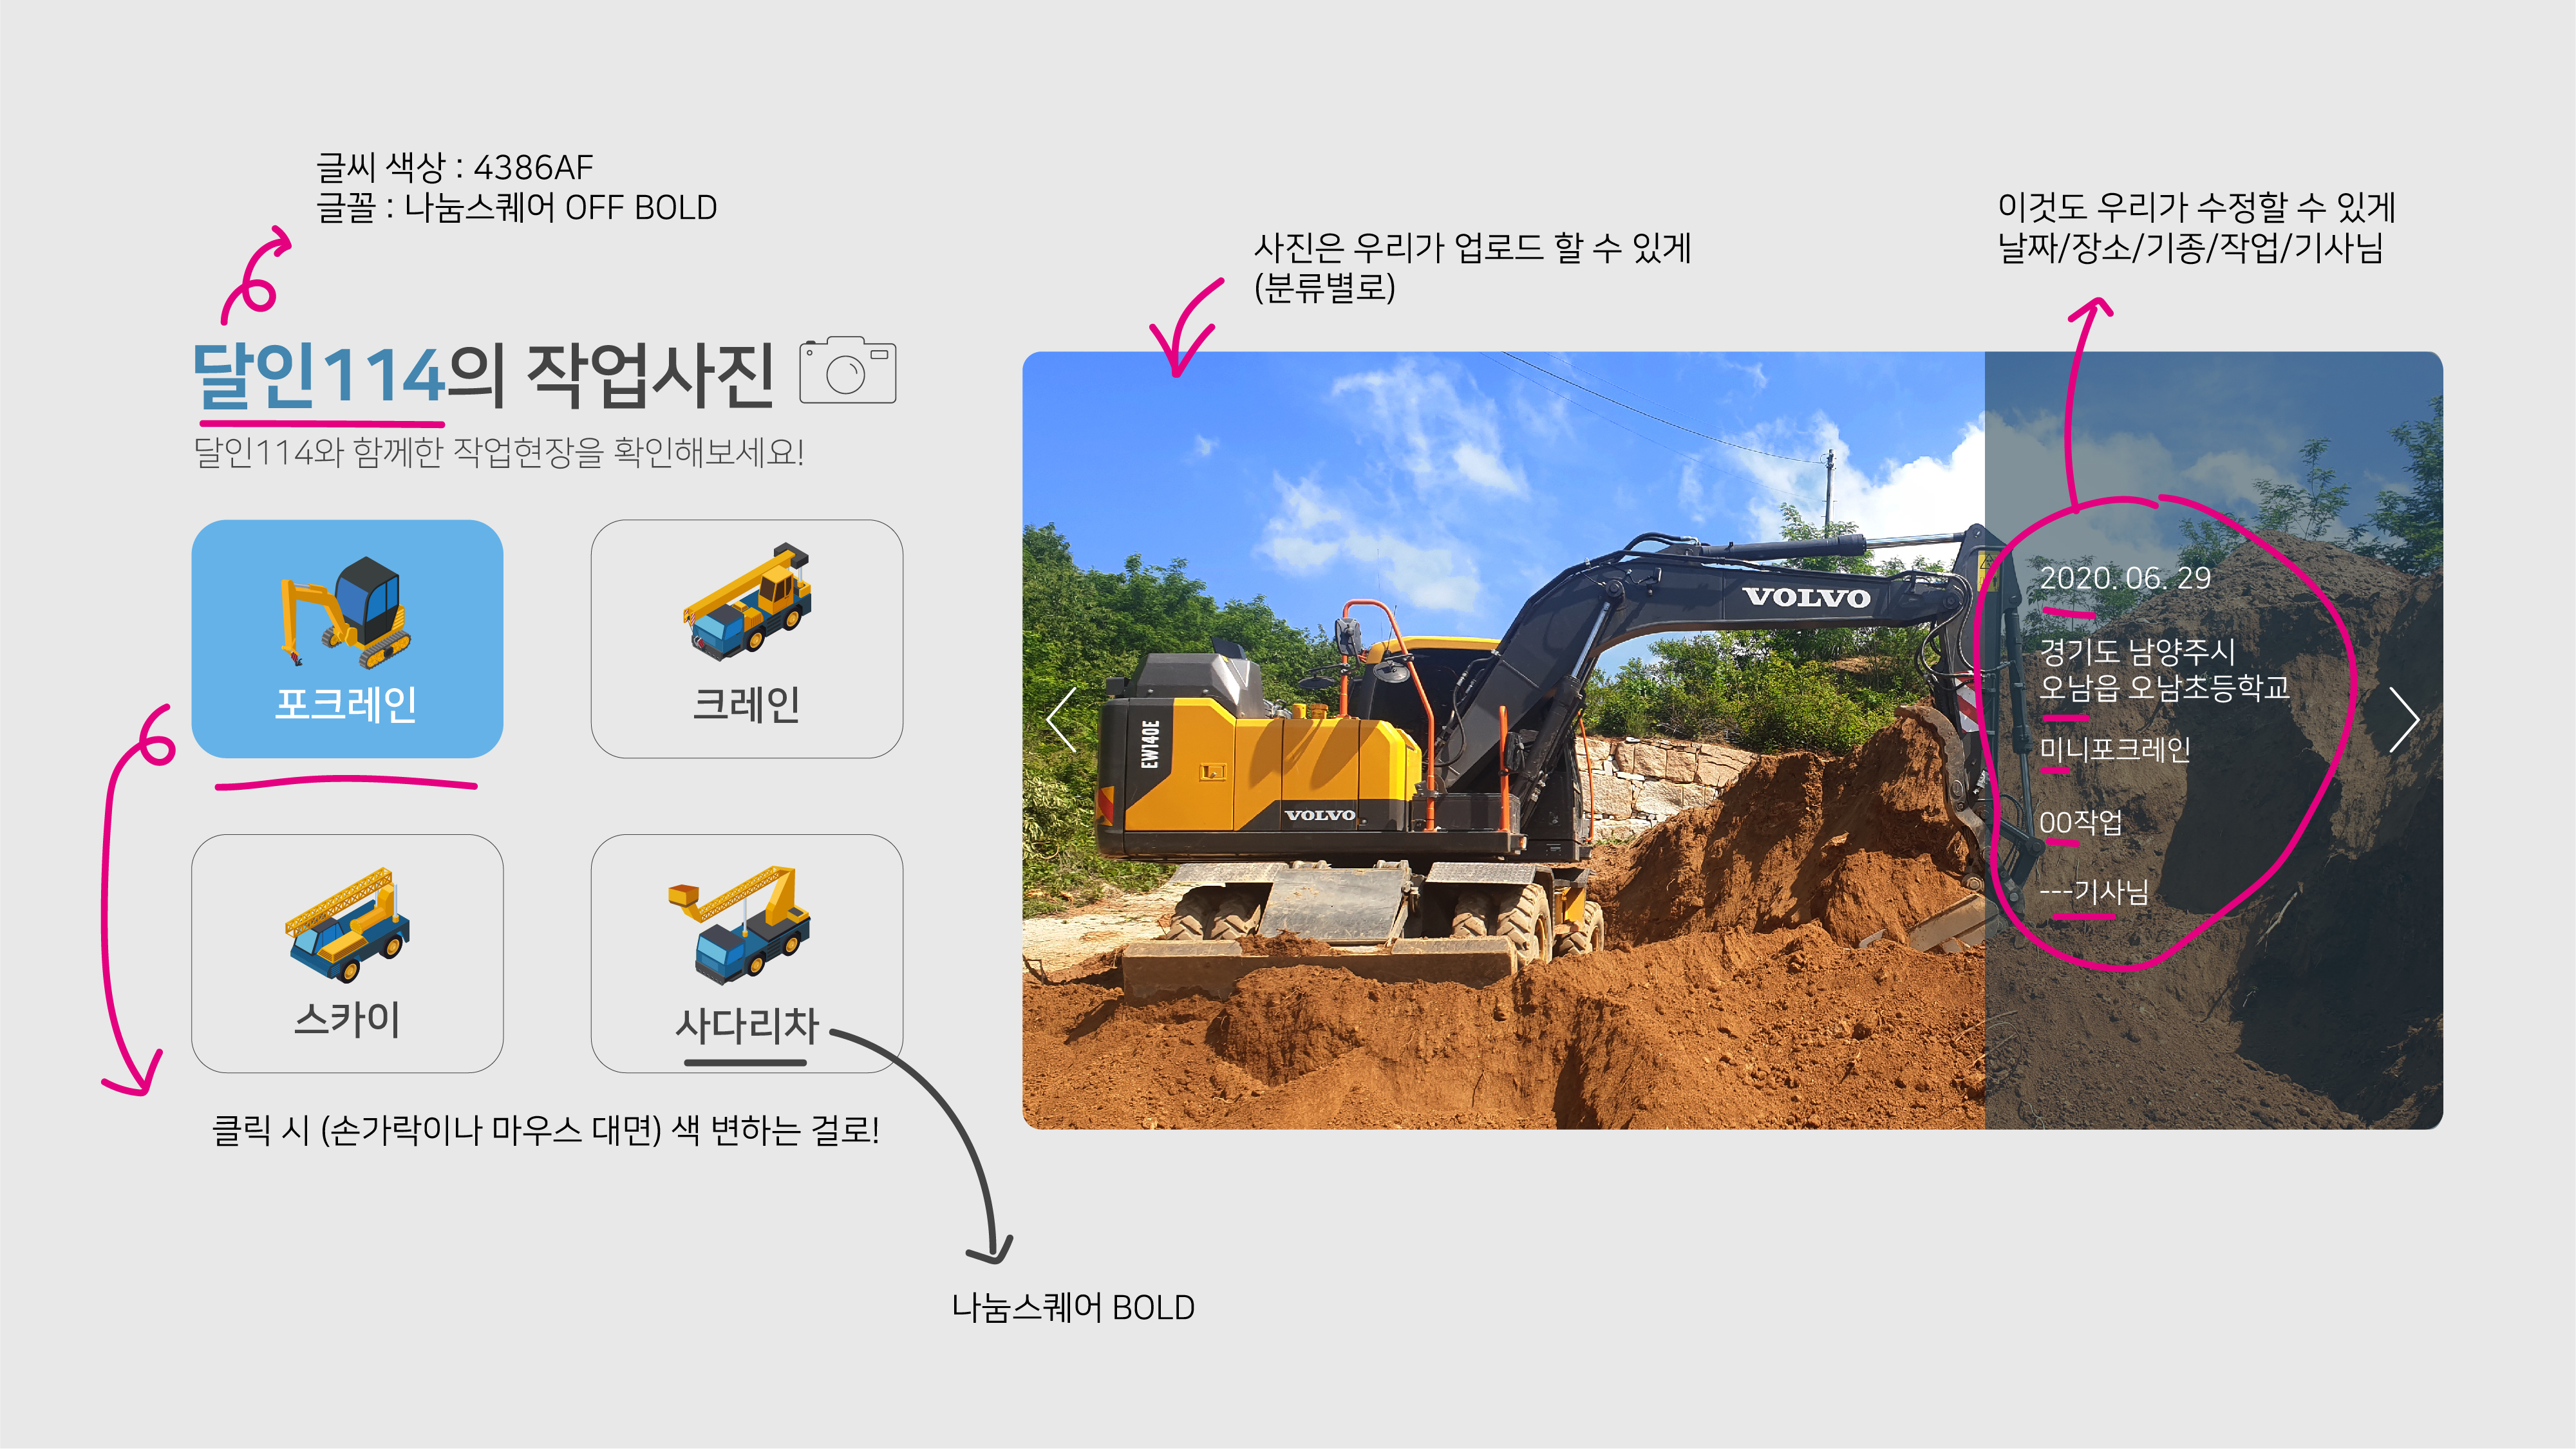 글씨 색상 : 4386AF
글꼴 : 나눔스퀘어 OFF BOLD
달인114의 작업사진
달인114와 함께한 작업현장을 확인해보세요!
포크레인
크레인
스카이
사다리차
클릭 시 (손가락이나 마우스 대면) 색 변하는 걸로!
나눔스퀘어 BOLD
사진은 우리가 업로드 할 수 있게
(분류별로)
이것도 우리가 수정할 수 있게
날짜/장소/기종/작업/기사님
VOLVO
EW140E
VOLVO
2020. 06. 29
경기도 남양주시
오남읍 오남초등학교
미니포크레인
00작업
---기사님